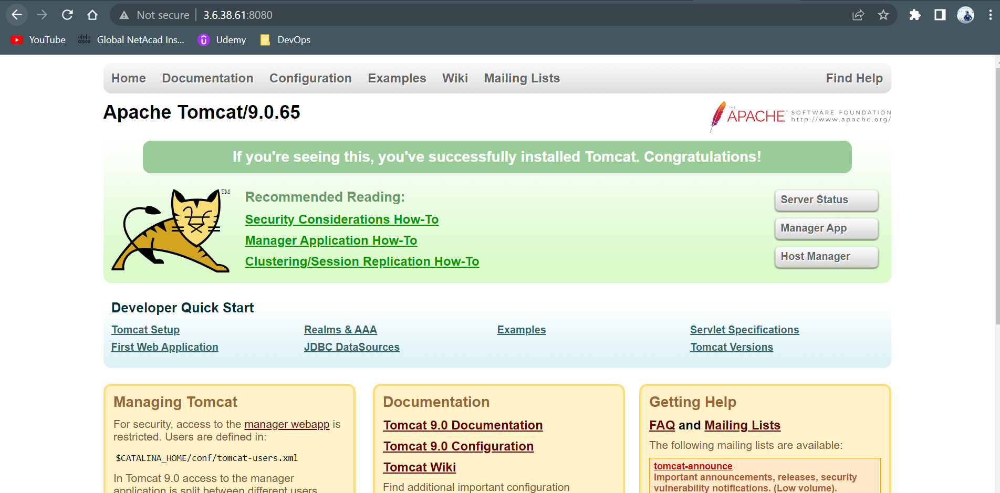 Not secure | 3.6.38.61:8080
YouTube
CISCO
Global NetAcad Ins...
Udemy
DevOps
Home Documentation Configuration Examples Wiki Mailing Lists Find Help
Apache Tomcat/9.0.65
THE APACHE™ SOFTWARE FOUNDATION
http://www.apache.org/
If you're seeing this, you've successfully installed Tomcat. Congratulations!
TM
Recommended Reading:
Security Considerations How-To
Manager Application How-To
Clustering/Session Replication How-To
Server Status
Manager App
Host Manager
Developer Quick Start
Tomcat Setup
First Web Application
Realms & AAA
JDBC DataSources
Examples
Servlet Specifications
Tomcat Versions
Managing Tomcat
For security, access to the manager webapp is
restricted. Users are defined in:
$CATALINA_HOME/conf/tomcat-users.xml
In Tomcat 9.0 access to the manager
application is split between different users.
Documentation
Tomcat 9.0 Documentation
Tomcat 9.0 Configuration
Tomcat Wiki
Find additional important configuration
Getting Help
FAQ and Mailing Lists
The following mailing lists are available:
tomcat-announce
Important announcements, releases, security
vulnerability notifications. (Low volume).